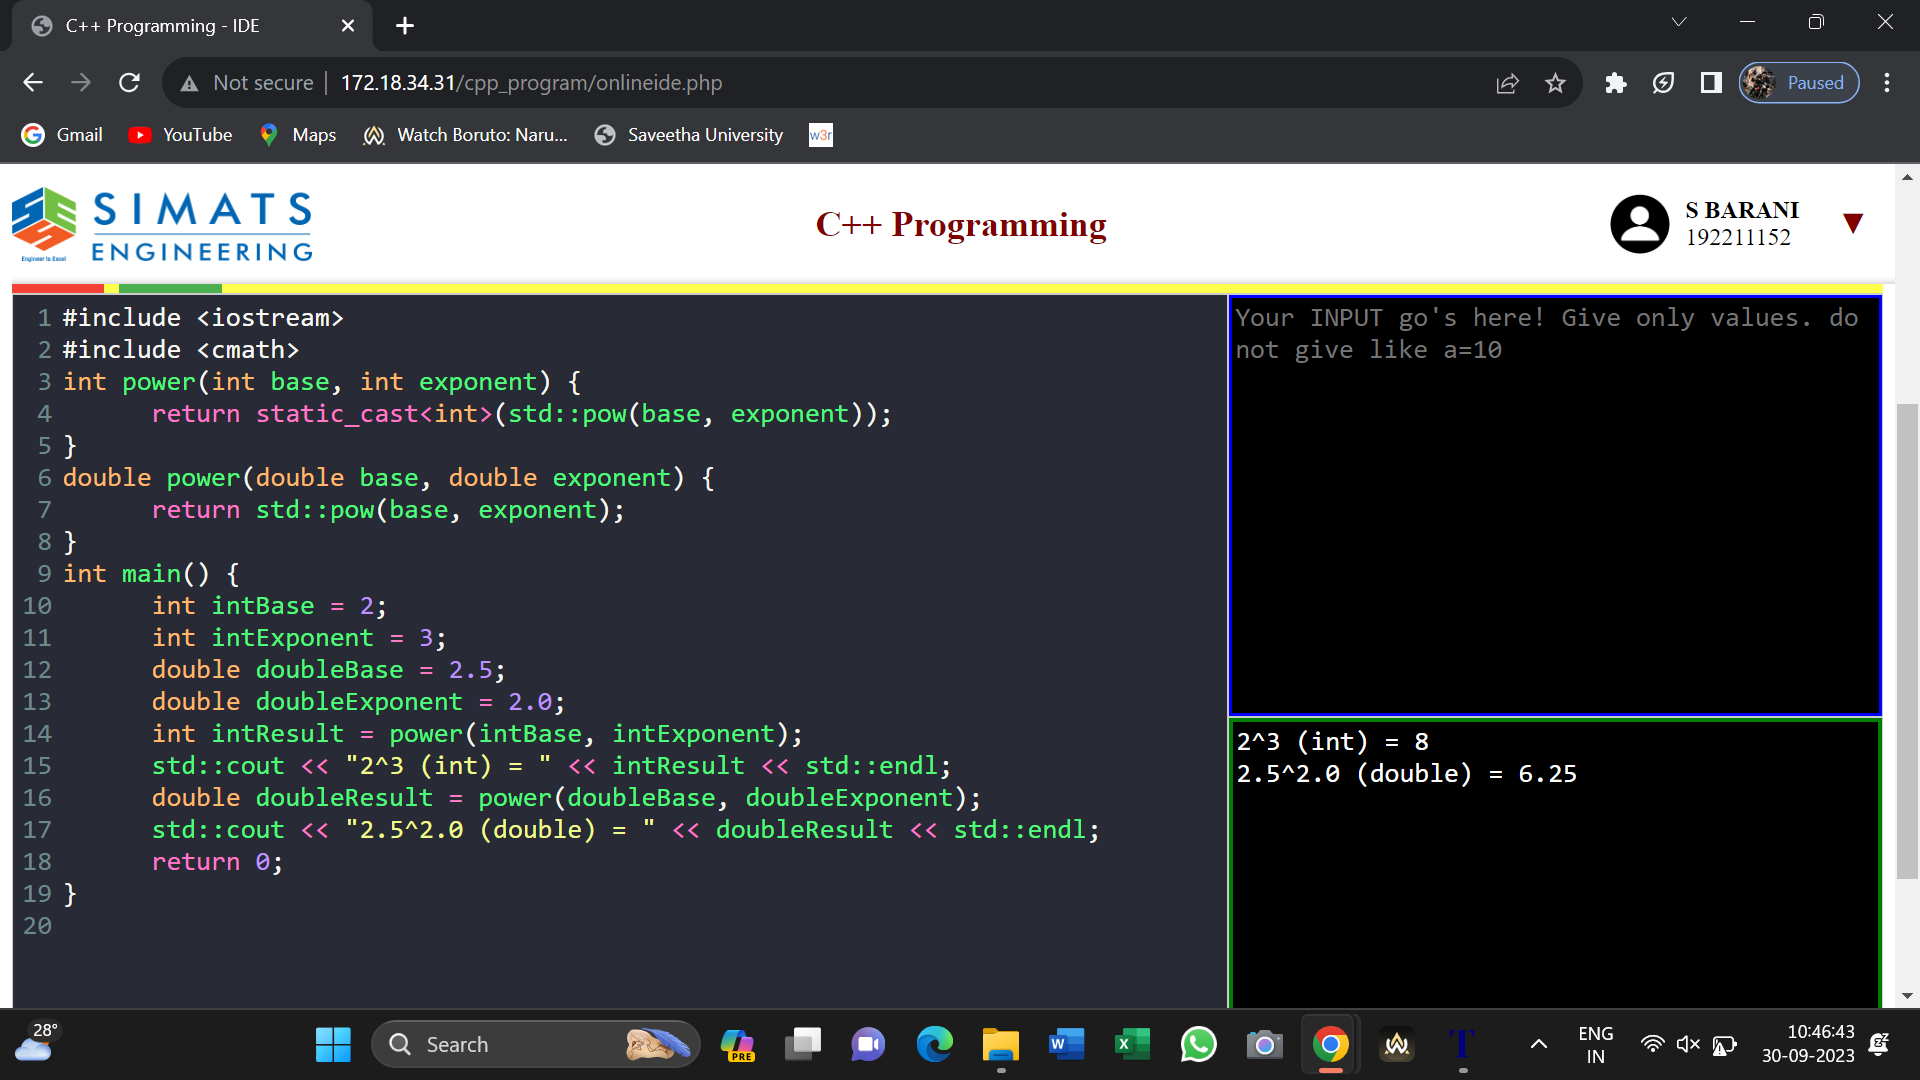 C++ Programming - IDE
Not secure | 172.18.34.31/cpp_program/onlineide.php
Paused
Gmail
YouTube
Maps
Watch Boruto: Naru...
Saveetha University
w3r
SIMATS
ENGINEERING
Engineer to Excel
C++ Programming
S BARANI
192211152
1 #include <iostream>
2 #include <cmath>
3 int power(int base, int exponent) {
4 return static_cast<int>(std::pow(base, exponent));
5 }
6 double power(double base, double exponent) {
7 return std::pow(base, exponent);
8 }
9 int main() {
10 int intBase = 2;
11 int intExponent = 3;
12 double doubleBase = 2.5;
13 double doubleExponent = 2.0;
14 int intResult = power(intBase, intExponent);
15 std::cout << "2^3 (int) = " << intResult << std::endl;
16 double doubleResult = power(doubleBase, doubleExponent);
17 std::cout << "2.5^2.0 (double) = " << doubleResult << std::endl;
18 return 0;
19 }
20
Your INPUT go's here! Give only values. do
not give like a=10
2^3 (int) = 8
2.5^2.0 (double) = 6.25
28°
Search
PRE
ENG
IN
10:46:43
30-09-2023